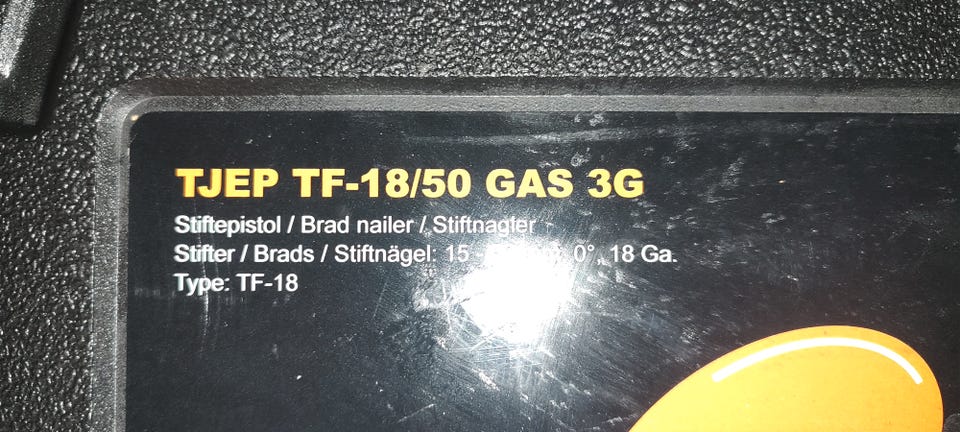 TJEP TF-18/50 GAS 3G
Stiftepistol / Brad nailer / Stiftnagler
Stifter / Brads / Stiftnägel: 15 - 0°, 18 Ga.
Type: TF-18